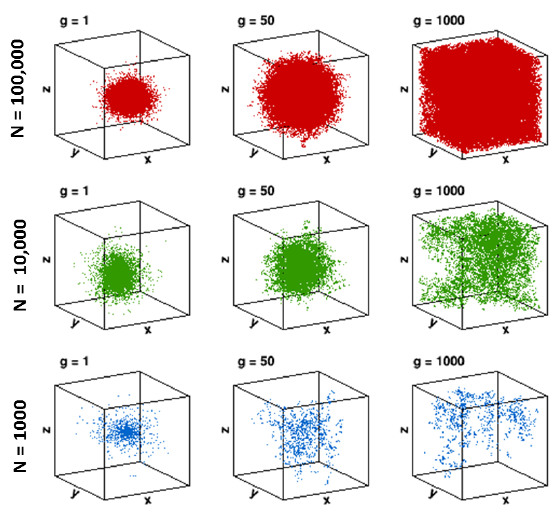 g = 1
g = 50
g = 1000
N = 100,000
z
y
x
z
y
x
z
y
x
g = 1
g = 50
g = 1000
N = 10,000
z
y
x
z
y
x
z
y
x
g = 1
g = 50
g = 1000
N = 1000
z
y
x
z
y
x
z
y
x